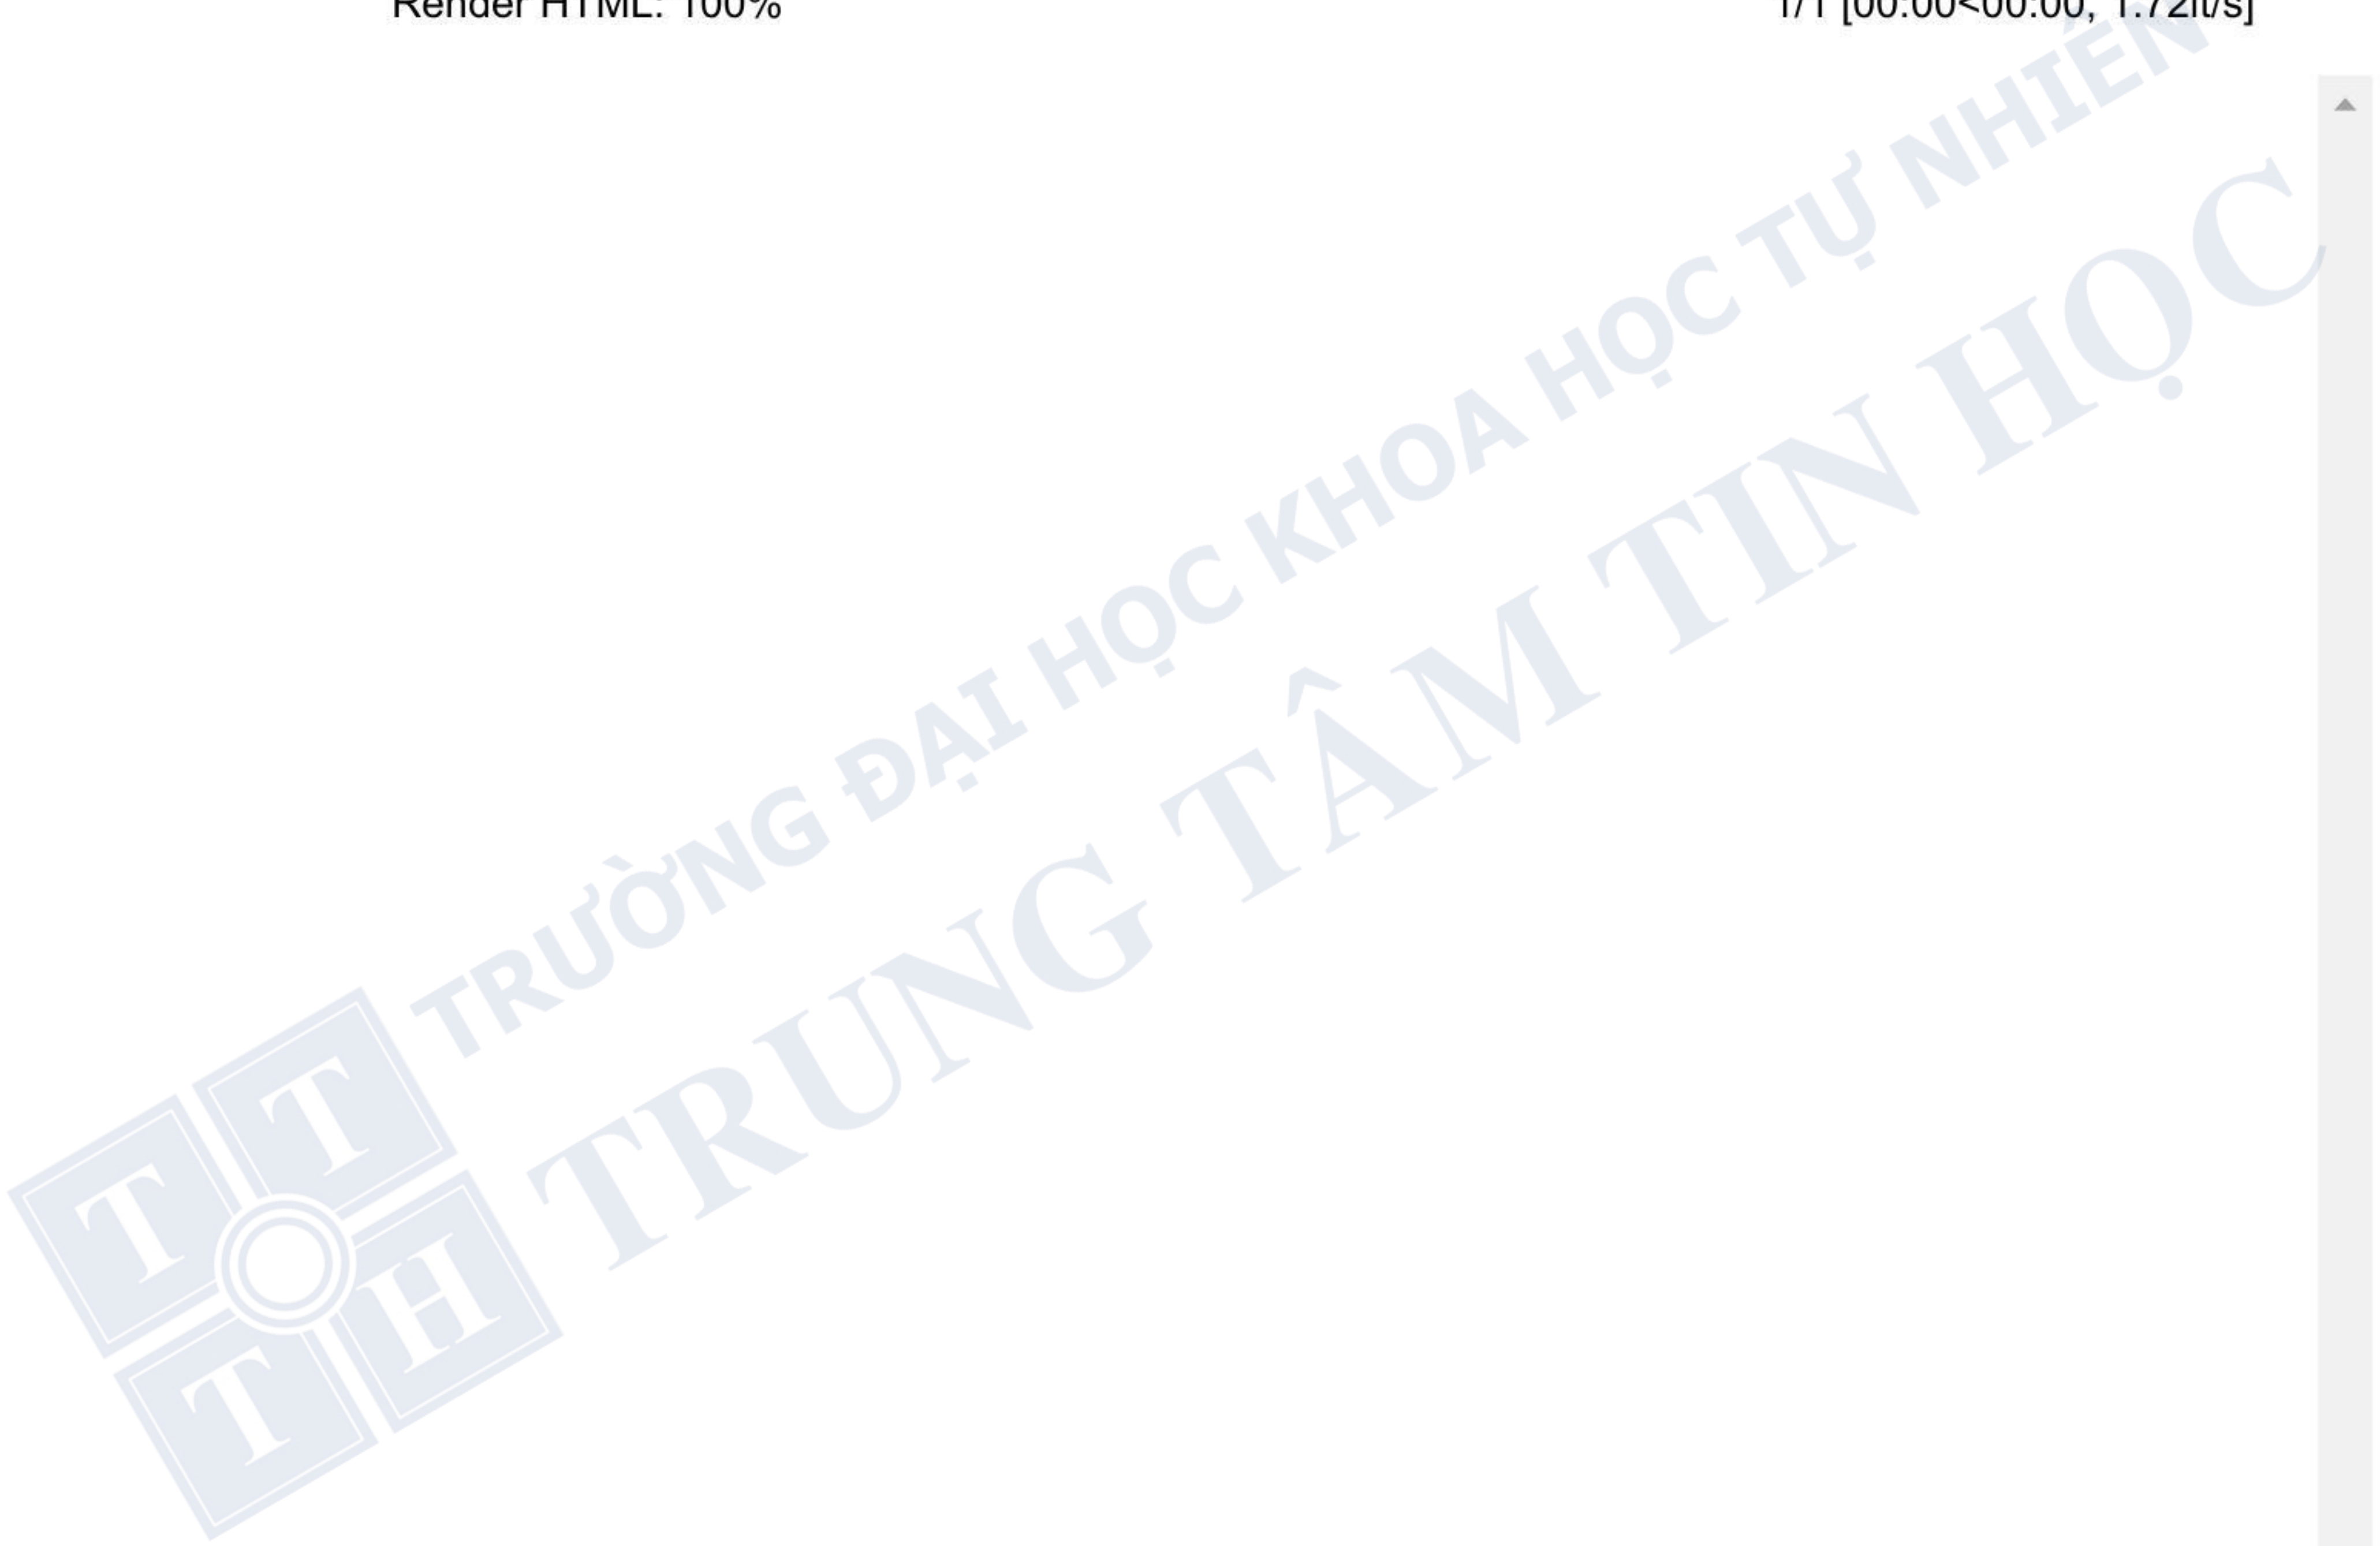 Render HTML: 100% 1/1 [00:00<00:00, 1.72it/s]
TRƯỜNG ĐẠI HỌC KHOA HỌC TỰ NHIÊN
TRUNG TÂM TIN HỌC
T T
T H